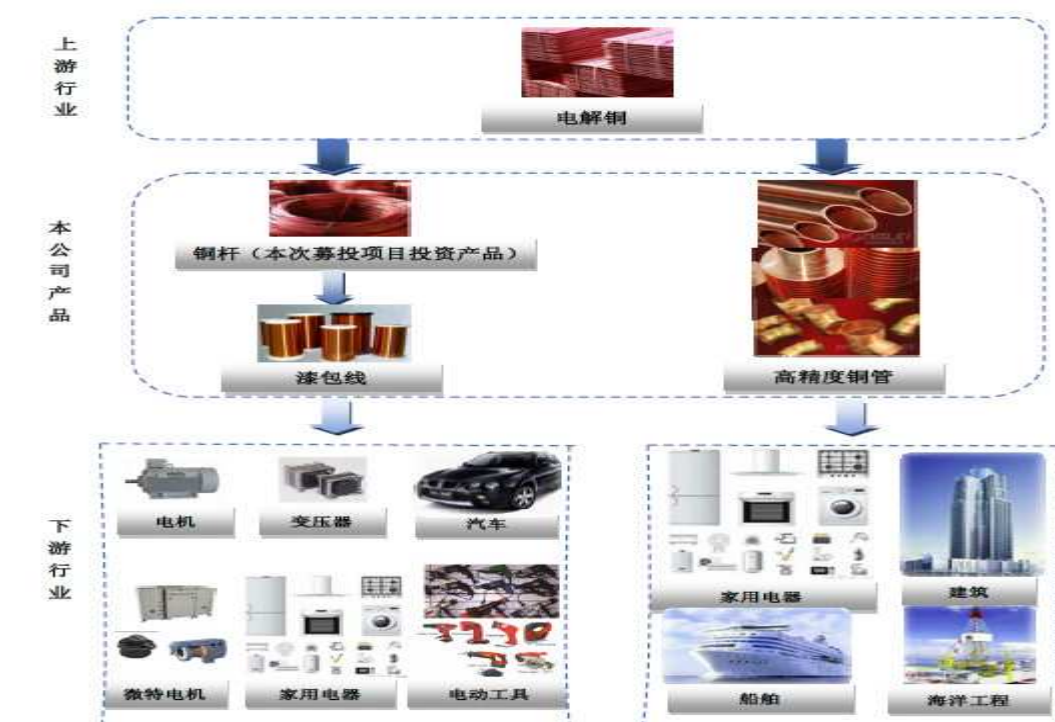 上游行业
电解铜
本公司产品
铜杆（本次募投项目投资产品）
漆包线
高精度铜管
下游行业
电机
变压器
汽车
微特电机
家用电器
电动工具
家用电器
建筑
船舶
海洋工程